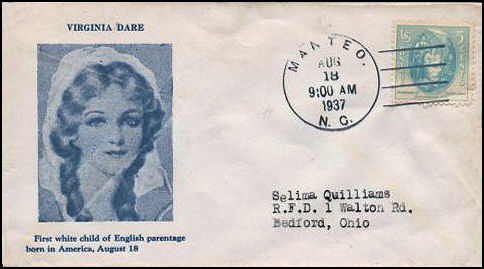 VIRGINIA DARE
MANTEO.
AUG
18
9:00 AM
1937
N. C.
5
Selima Quilliams
R.F.D. 1 Walton Rd.
Bedford, Ohio
First white child of English parentage
born in America, August 18